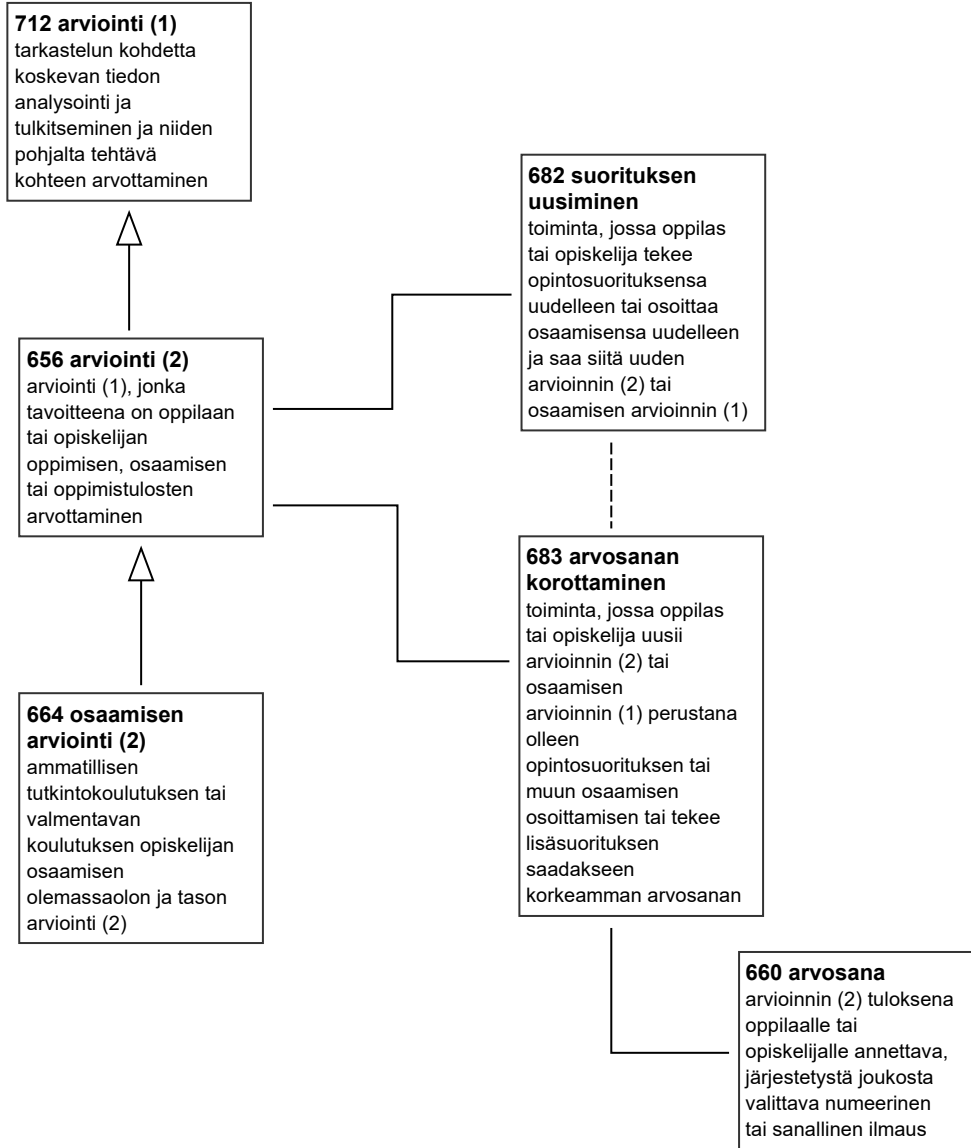 712 arviointi (1)
tarkastelun kohdetta
koskevan tiedon
analysointi ja
tulkitseminen ja niiden
pohjalta tehtävä
kohteen arvottaminen
682 suorituksen
uusiminen
toiminta, jossa oppilas
tai opiskelija tekee
opintosuorituksensa
uudelleen tai osoittaa
osaamisensa uudelleen
ja saa siitä uuden
arvioinnin (2) tai
osaamisen arvioinnin (1)
656 arviointi (2)
arviointi (1), jonka
tavoitteena on oppilaan
tai opiskelijan
oppimisen, osaamisen
tai oppimistulosten
arvottaminen
683 arvosanan
korottaminen
toiminta, jossa oppilas
tai opiskelija uusii
arvioinnin (2) tai
osaamisen
arvioinnin (1) perustana
olleen
opintosuorituksen tai
muun osaamisen
osoittamisen tai tekee
lisäsuorituksen
saadakseen
korkeamman arvosanan
664 osaamisen
arviointi (2)
ammatillisen
tutkintokoulutuksen tai
valmentavan
koulutuksen opiskelijan
osaamisen
olemassaolon ja tason
arviointi (2)
660 arvosana
arvioinnin (2) tuloksena
oppilaalle tai
opiskelijalle annettava,
järjestetystä joukosta
valittava numeerinen
tai sanallinen ilmaus